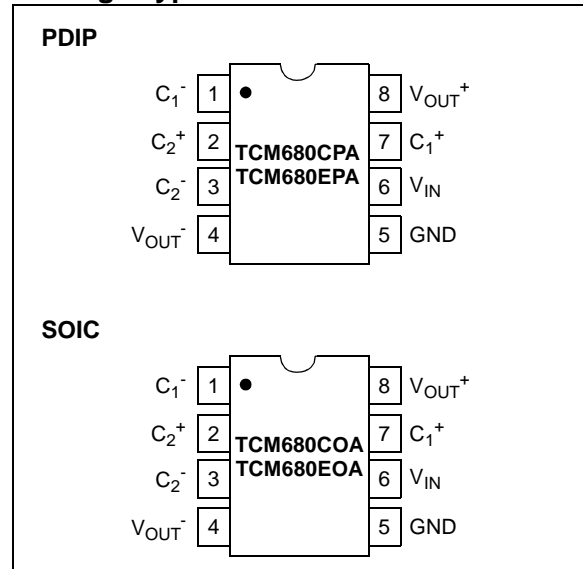 PDIP
C1- 1 8 VOUT+
C2+ 2 TCM680CPA 7 C1+
C2- 3 TCM680EPA 6 VIN
VOUT- 4 5 GND
SOIC
C1- 1 8 VOUT+
C2+ 2 TCM680COA 7 C1+
C2- 3 TCM680EOA 6 VIN
VOUT- 4 5 GND